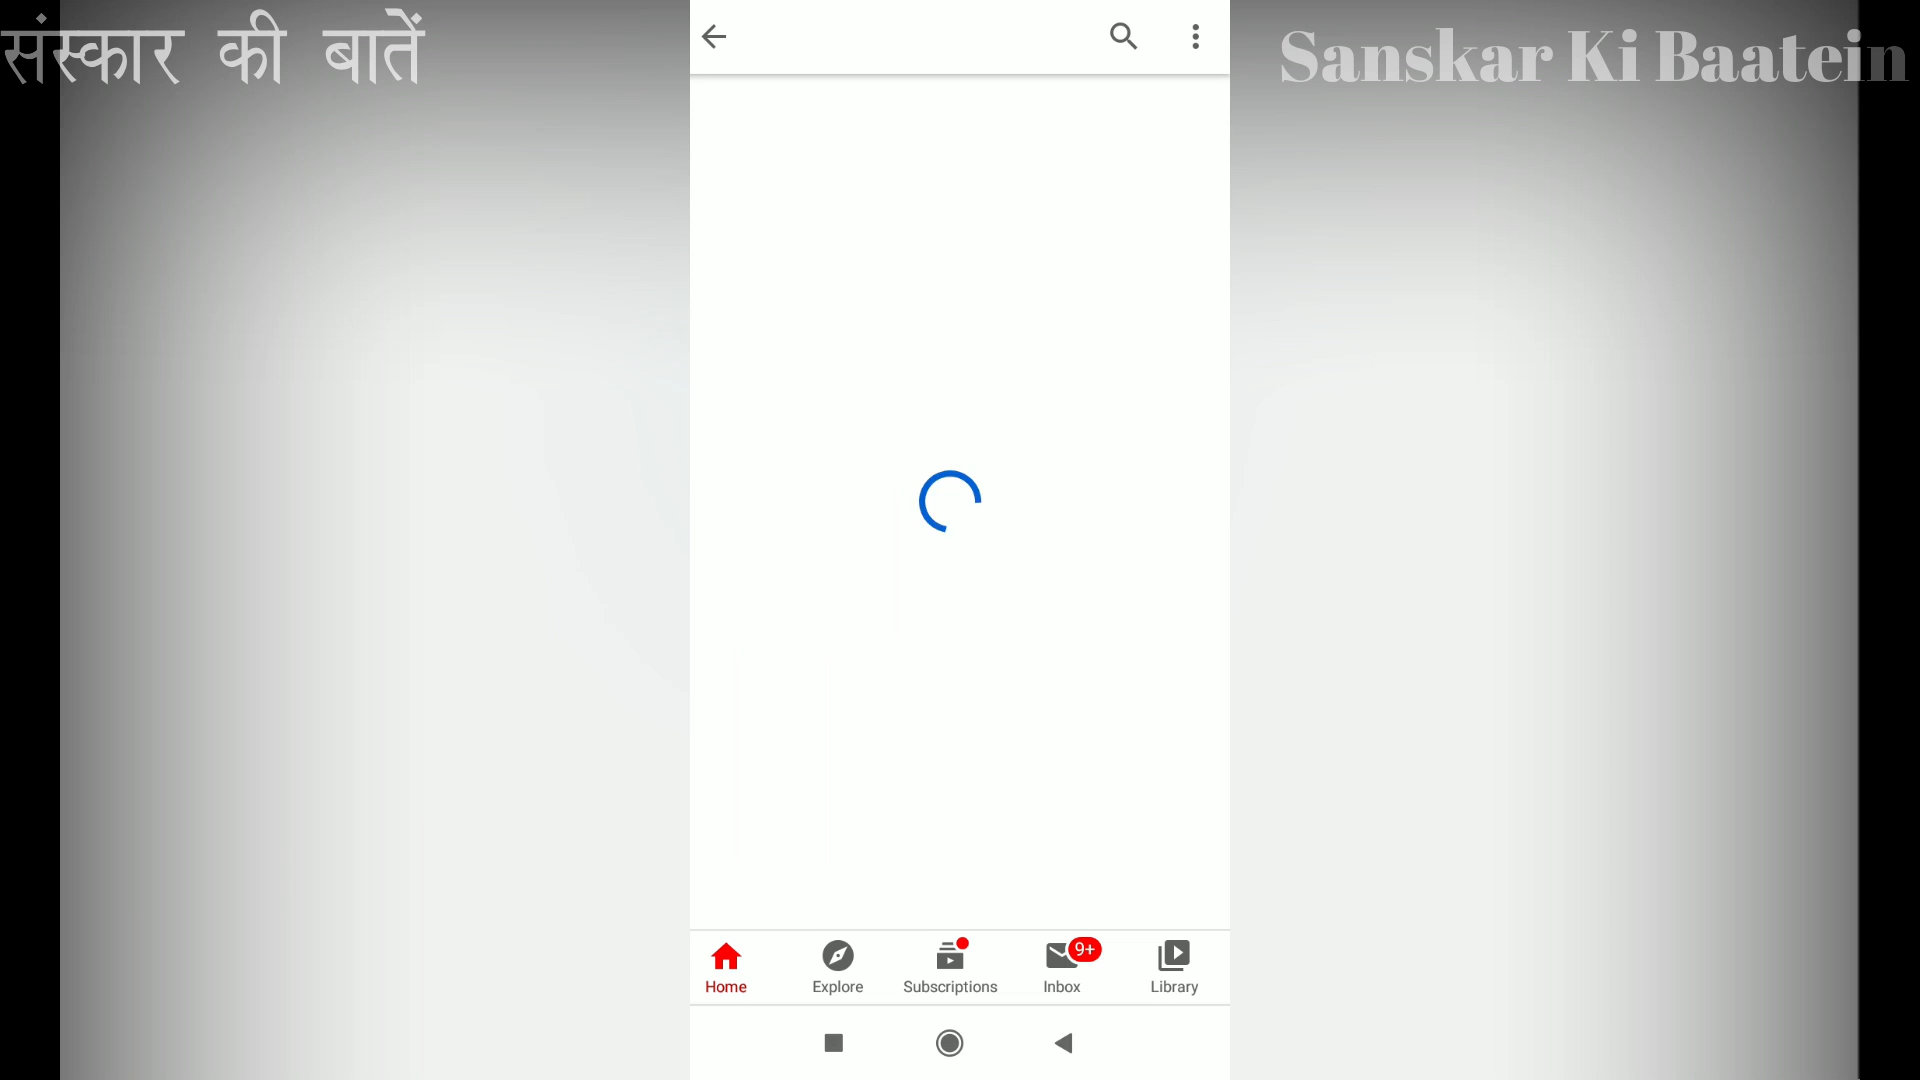 संस्कार की बातें
Sanskar Ki Baatein
9+
Home
Explore
Subscriptions
Inbox
Library